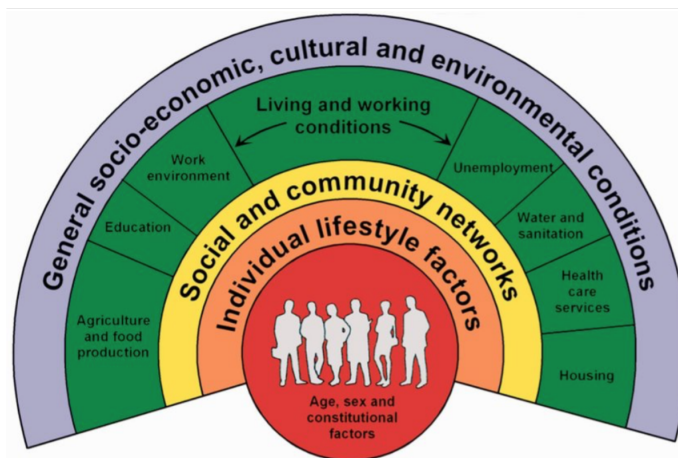 General socio-economic, cultural and environmental conditions
Living and working
conditions
Work
environment
Unemployment
Education
Water and
sanitation
Agriculture
and food
production
Health
care
services
Housing
Social and community networks
Individual lifestyle factors
Age, sex and
constitutional
factors